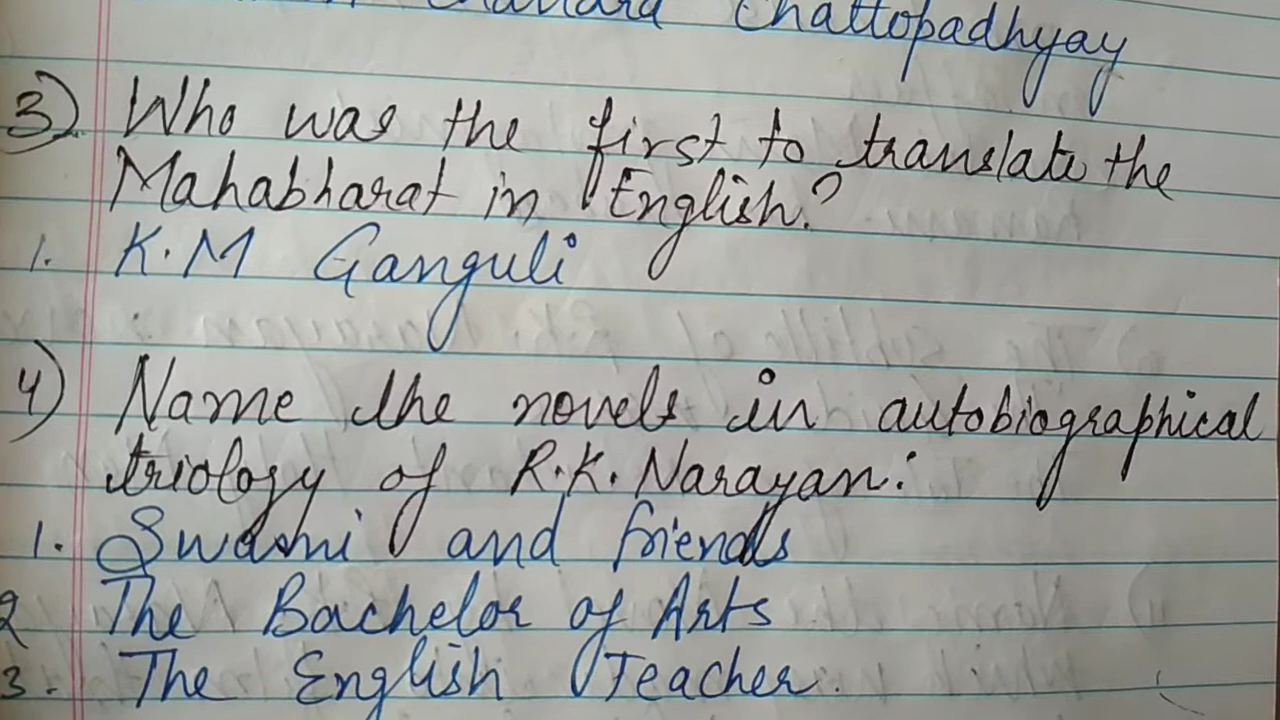 Chattopadhyay
3) Who was the first to translate the
Mahabharat in English?
1. K.M Ganguli
4) Name the novels in autobiographical
triology of R.K. Narayan:
1. Swami and friends
2 The Bachelor of Arts
3. The English Teacher.